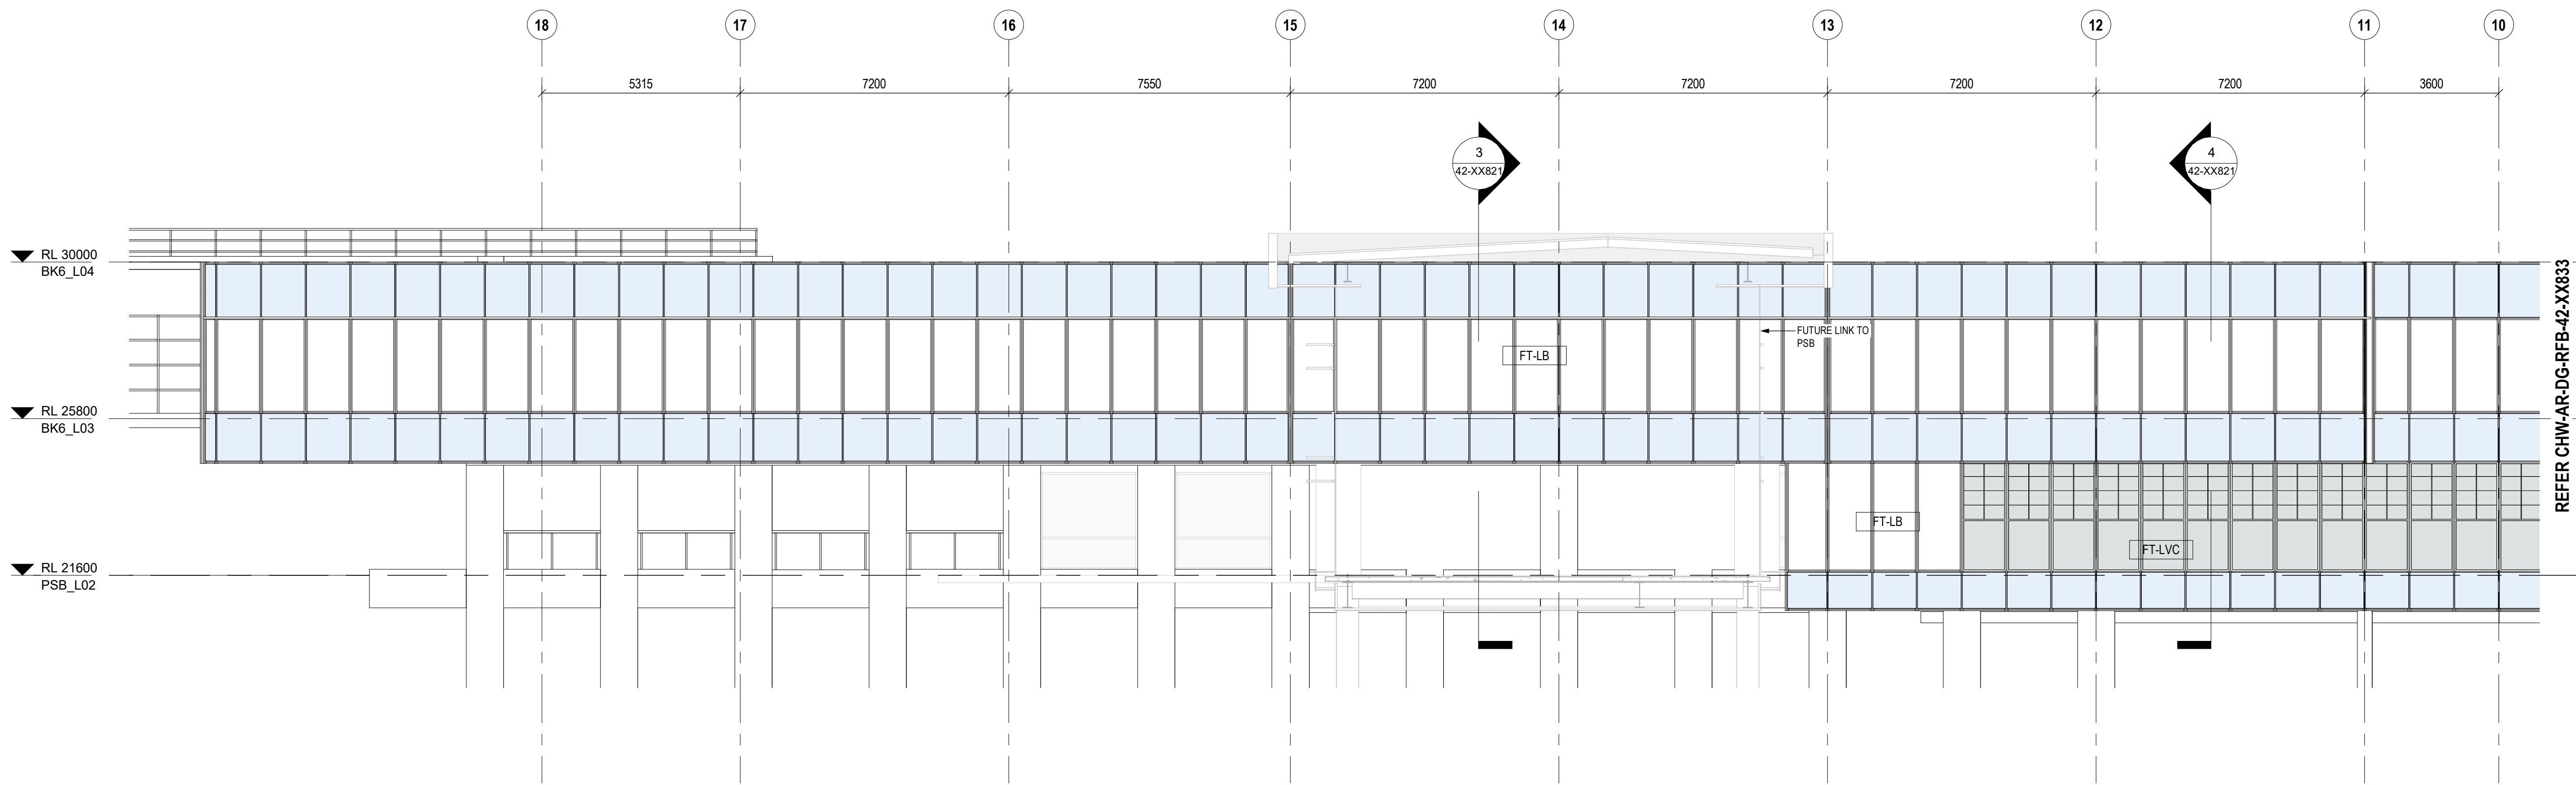 18
17
16
15
14
13
12
11
10
5315
7200
7550
7200
7200
7200
7200
3600
3
42-XX821
4
42-XX821
RL 30000
BK6_L04
FUTURE LINK TO
PSB
FT-LB
RL 25800
BK6_L03
FT-LB
FT-LVC
RL 21600
PSB_L02
REFER CHW-AR-DG-RFB-42-XX833